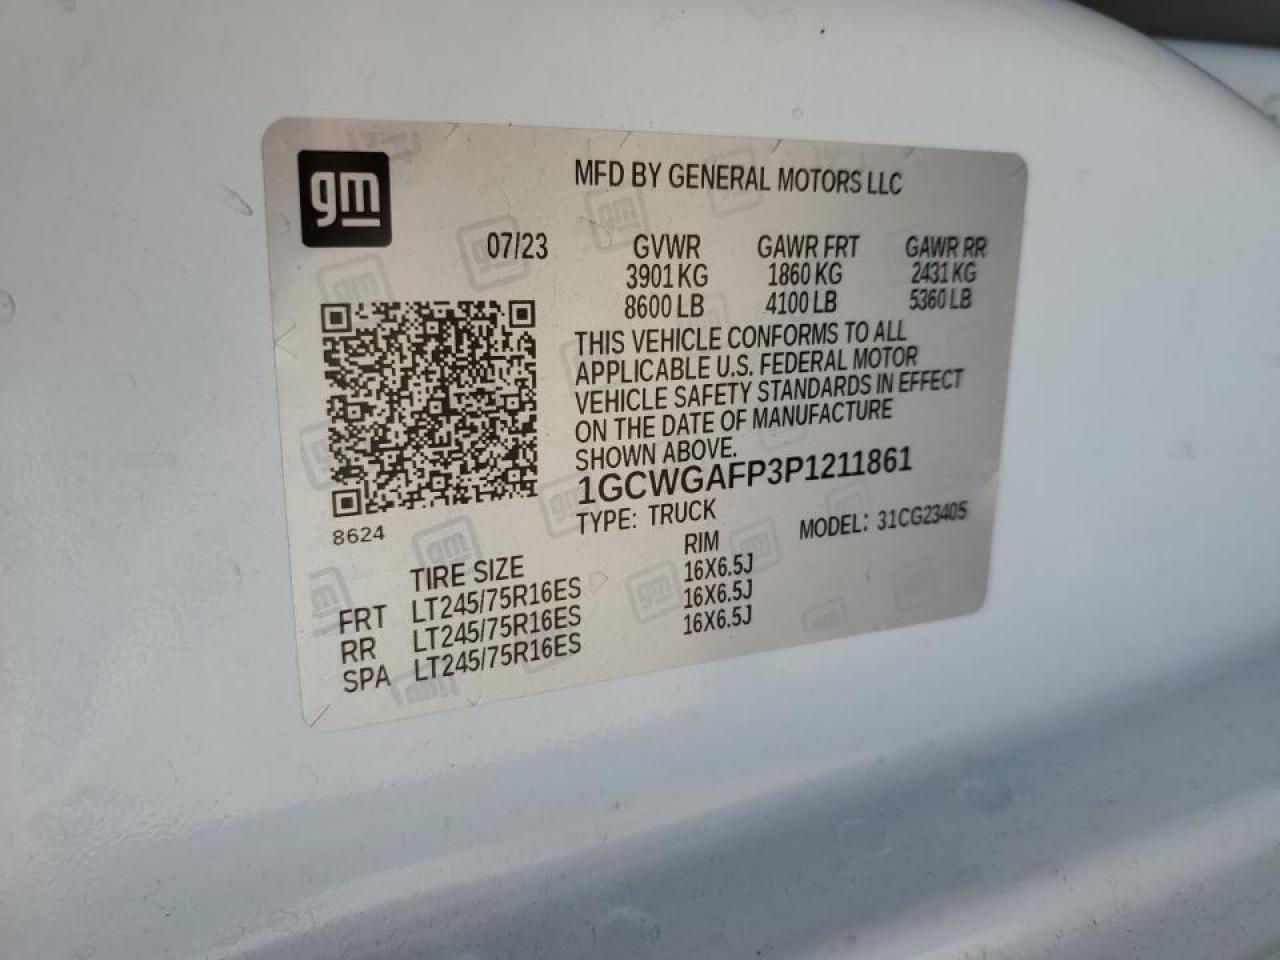 gm
MFD BY GENERAL MOTORS LLC
07/23 GVWR GAWR FRT GAWR RR
3901 KG 1860 KG 2431 KG
8600 LB 4100 LB 5360 LB
THIS VEHICLE CONFORMS TO ALL
APPLICABLE U.S. FEDERAL MOTOR
VEHICLE SAFETY STANDARDS IN EFFECT
ON THE DATE OF MANUFACTURE
SHOWN ABOVE.
1GCWGAFP3P1211861
8624
TYPE: TRUCK MODEL: 31CG23405
TIRE SIZE RIM
FRT LT245/75R16ES 16X6.5J
RR LT245/75R16ES 16X6.5J
SPA LT245/75R16ES 16X6.5J